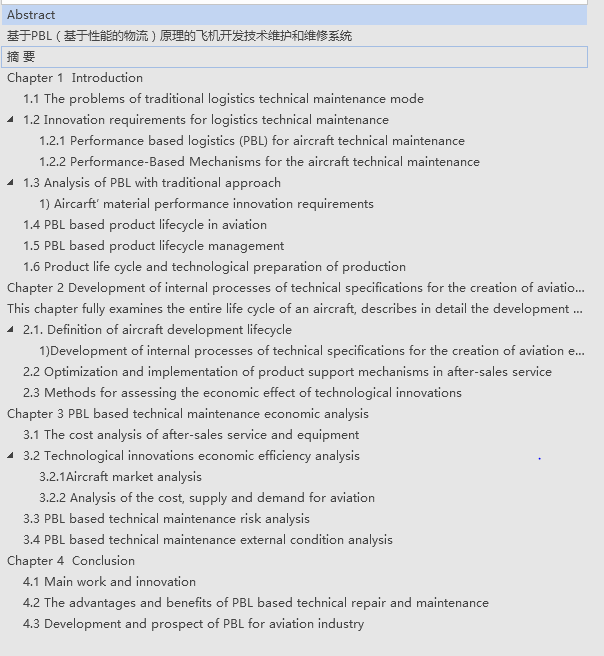 Abstract
基于PBL（基于性能的物流）原理的飞机开发技术维护和维修系统
摘 要
Chapter 1  Introduction
1.1 The problems of traditional logistics technical maintenance mode
1.2 Innovation requirements for logistics technical maintenance
1.2.1 Performance based logistics (PBL) for aircraft technical maintenance
1.2.2 Performance-Based Mechanisms for the aircraft technical maintenance
1.3 Analysis of PBL with traditional approach
1) Aircarft’ material performance innovation requirements
1.4 PBL based product lifecycle in aviation
1.5 PBL based product lifecycle management
1.6 Product life cycle and technological preparation of production
Chapter 2 Development of internal processes of technical specifications for the creation of aviatio...
This chapter fully examines the entire life cycle of an aircraft, describes in detail the development ...
2.1. Definition of aircraft development lifecycle
1)Development of internal processes of technical specifications for the creation of aviation e...
2.2 Optimization and implementation of product support mechanisms in after-sales service
2.3 Methods for assessing the economic effect of technological innovations
Chapter 3 PBL based technical maintenance economic analysis
3.1 The cost analysis of after-sales service and equipment
3.2 Technological innovations economic efficiency analysis
3.2.1Aircraft market analysis
3.2.2 Analysis of the cost, supply and demand for aviation
3.3 PBL based technical maintenance risk analysis
3.4 PBL based technical maintenance external condition analysis
Chapter 4  Conclusion
4.1 Main work and innovation
4.2 The advantages and benefits of PBL based technical repair and maintenance
4.3 Development and prospect of PBL for aviation industry